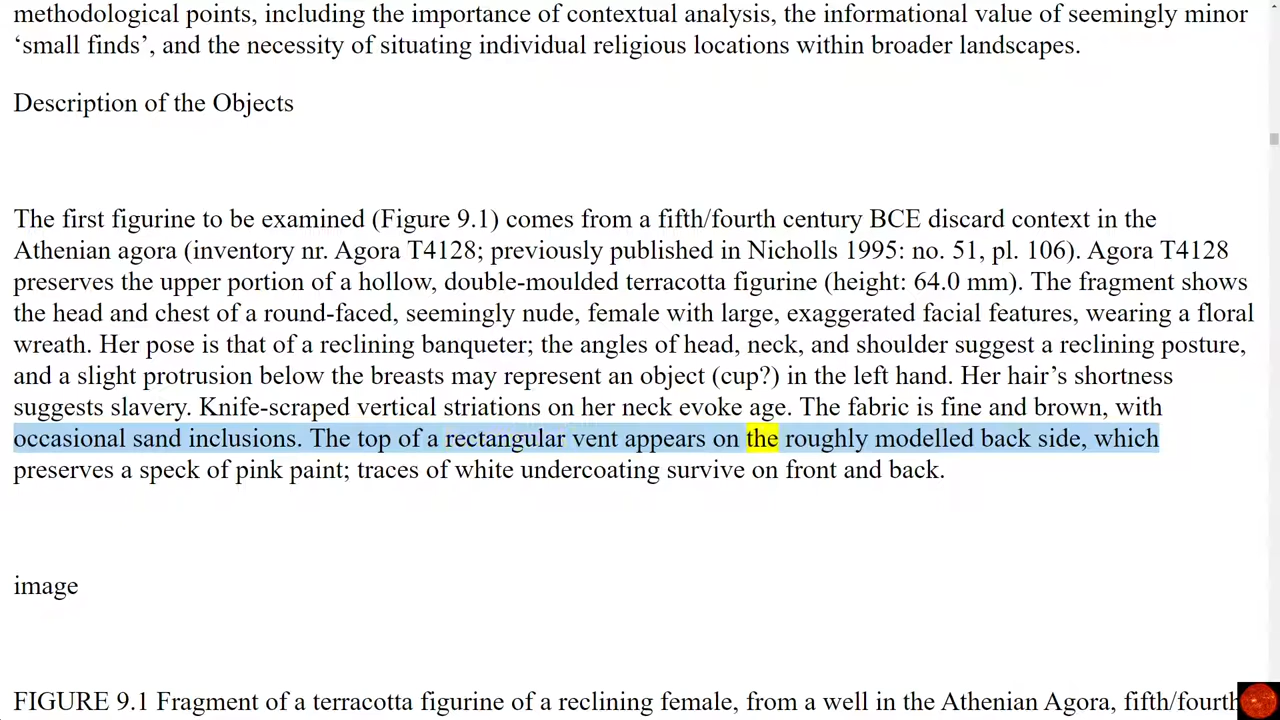 methodological points, including the importance of contextual analysis, the informational value of seemingly minor
‘small finds’, and the necessity of situating individual religious locations within broader landscapes.
Description of the Objects
The first figurine to be examined (Figure 9.1) comes from a fifth/fourth century BCE discard context in the
Athenian agora (inventory nr. Agora T4128; previously published in Nicholls 1995: no. 51, pl. 106). Agora T4128
preserves the upper portion of a hollow, double-moulded terracotta figurine (height: 64.0 mm). The fragment shows
the head and chest of a round-faced, seemingly nude, female with large, exaggerated facial features, wearing a floral
wreath. Her pose is that of a reclining banqueter; the angles of head, neck, and shoulder suggest a reclining posture,
and a slight protrusion below the breasts may represent an object (cup?) in the left hand. Her hair’s shortness
suggests slavery. Knife-scraped vertical striations on her neck evoke age. The fabric is fine and brown, with
occasional sand inclusions. The top of a rectangular vent appears on the roughly modelled back side, which
preserves a speck of pink paint; traces of white undercoating survive on front and back.
image
FIGURE 9.1 Fragment of a terracotta figurine of a reclining female, from a well in the Athenian Agora, fifth/fourth